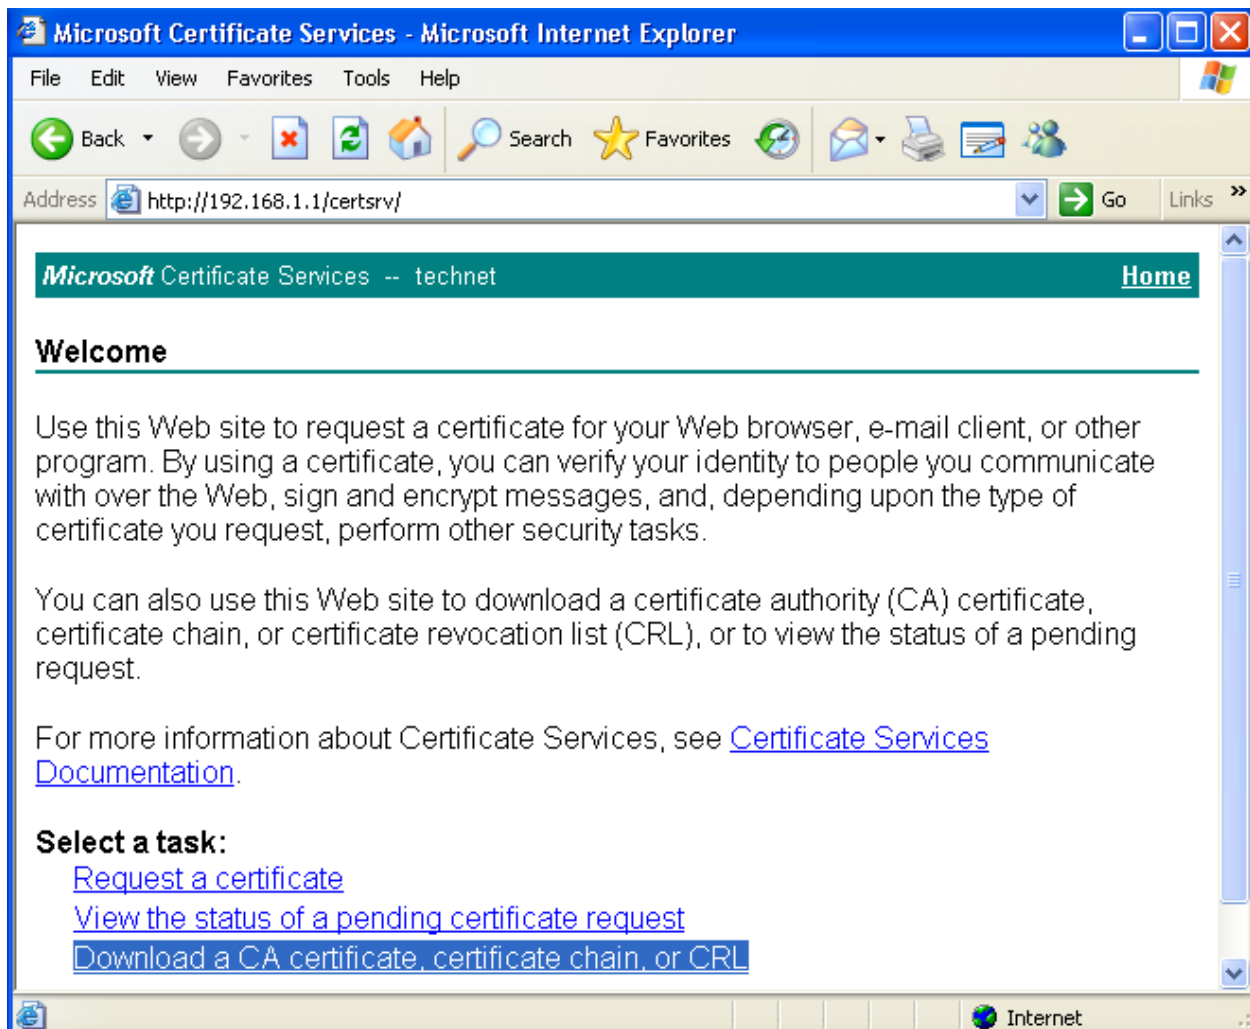 Microsoft Certificate Services - Microsoft Internet Explorer
File Edit View Favorites Tools Help
Back Search Favorites
Address http://192.168.1.1/certsrv/ Go Links »
Microsoft Certificate Services -- technet Home
Welcome
Use this Web site to request a certificate for your Web browser, e-mail client, or other
program. By using a certificate, you can verify your identity to people you communicate
with over the Web, sign and encrypt messages, and, depending upon the type of
certificate you request, perform other security tasks.
You can also use this Web site to download a certificate authority (CA) certificate,
certificate chain, or certificate revocation list (CRL), or to view the status of a pending
request.
For more information about Certificate Services, see Certificate Services
Documentation.
Select a task:
Request a certificate
View the status of a pending certificate request
Download a CA certificate, certificate chain, or CRL
Internet